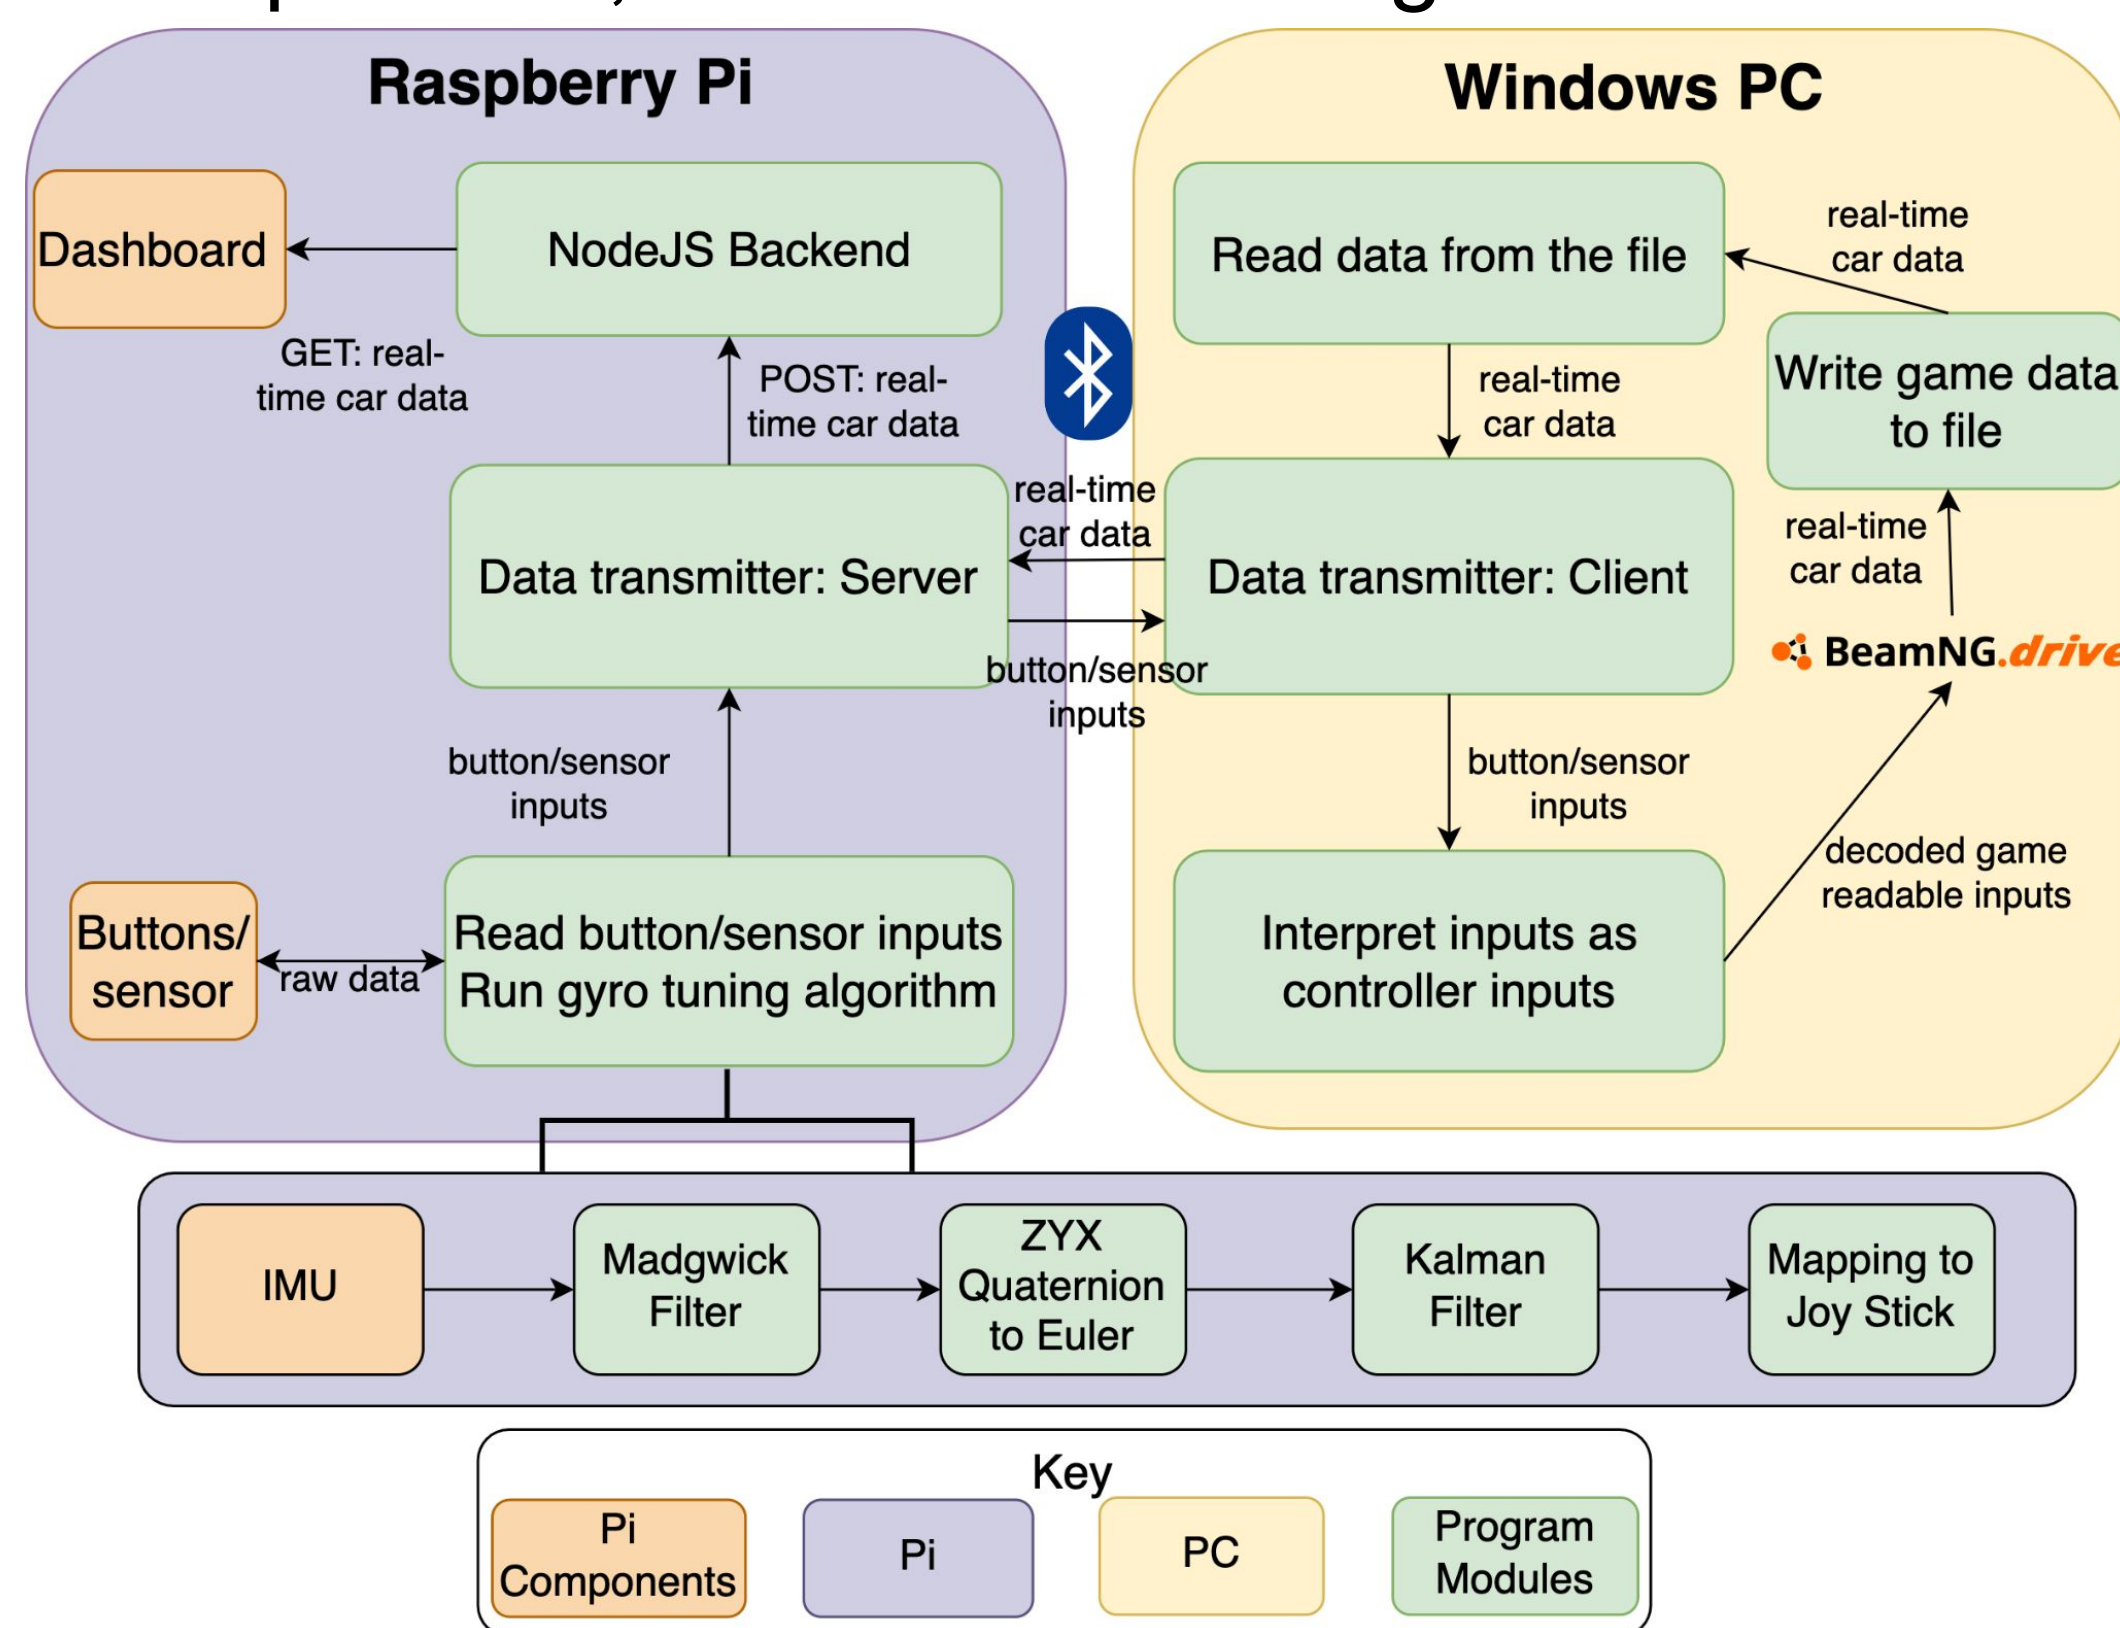 Raspberry Pi
Windows PC
Dashboard
NodeJS Backend
Read data from the file
real-time
car data
GET: real-
time car data
POST: real-
time car data
real-time
car data
Write game data
to file
real-time
car data
Data transmitter: Server
Data transmitter: Client
real-time
car data
BeamNG.drive
button/sensor
inputs
button/sensor
inputs
button/sensor
inputs
decoded game
readable inputs
Buttons/
sensor
raw data
Read button/sensor inputs
Run gyro tuning algorithm
Interpret inputs as
controller inputs
IMU
Madgwick
Filter
ZYX
Quaternion
to Euler
Kalman
Filter
Mapping to
Joy Stick
Key
Pi
Components
Pi
PC
Program
Modules